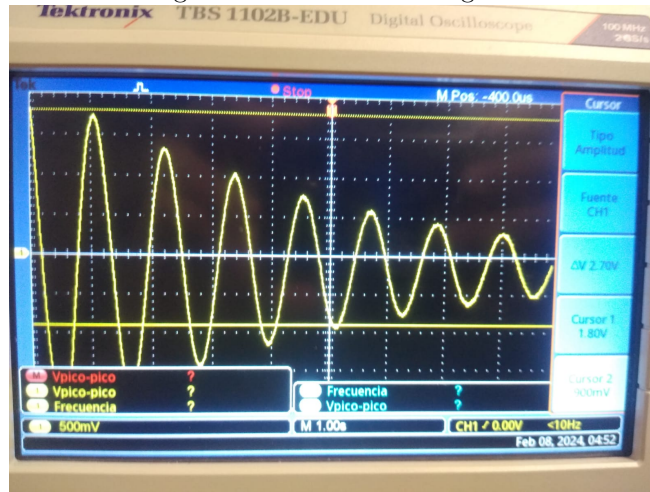 Tektronix TBS 1102B-EDU Digital Oscilloscope
100 MHz
Tek Stop M Pos: -400.0us Cursor
Tipo
Amplitud
Fuente
CH1
ΔV 2.70V
Cursor 1
1.80V
Cursor 2
900mV
M Vpico-pico ?
1 Vpico-pico ?
1 Frecuencia ?
Frecuencia ?
Vpico-pico ?
500mV M 1.00s CH1 0.00V <10Hz
Feb 08, 2024, 04:52